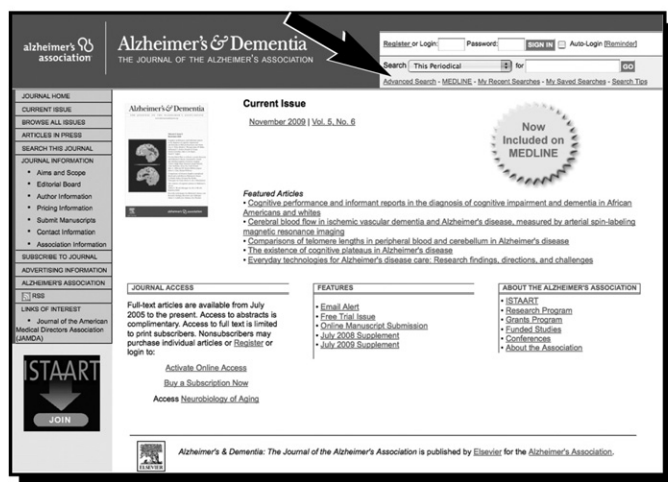 alzheimer's
association
Alzheimer's & Dementia
THE JOURNAL OF THE ALZHEIMER'S ASSOCIATION
Register or Login: Password: SIGN IN Auto-Login [Reminder]
Search This Periodical for GO
Advanced Search - MEDLINE - My Recent Searches - My Saved Searches - Search Tips
JOURNAL HOME
CURRENT ISSUE
BROWSE ALL ISSUES
ARTICLES IN PRESS
SEARCH THIS JOURNAL
JOURNAL INFORMATION
• Aims and Scope
• Editorial Board
• Author Information
• Pricing Information
• Submit Manuscripts
• Contact Information
• Association Information
SUBSCRIBE TO JOURNAL
ADVERTISING INFORMATION
ALZHEIMER'S ASSOCIATION
RSS
LINKS OF INTEREST
• Journal of the American
Medical Directors Association
(JAMDA)
ISTAART
JOIN
Alzheimer's & Dementia
Current Issue
November 2009 | Vol. 5, No. 6
Now
Included on
MEDLINE
Featured Articles
• Cognitive performance and informant reports in the diagnosis of cognitive impairment and dementia in African
Americans and whites
• Cerebral blood flow in ischemic vascular dementia and Alzheimer's disease, measured by arterial spin-labeling
magnetic resonance imaging
• Comparisons of telomere lengths in peripheral blood and cerebellum in Alzheimer's disease
• The existence of cognitive plateaus in Alzheimer's disease
• Everyday technologies for Alzheimer's disease care: Research findings, directions, and challenges
JOURNAL ACCESS
Full-text articles are available from July
2005 to the present. Access to abstracts is
complimentary. Access to full text is limited
to print subscribers. Nonsubscribers may
purchase individual articles or Register or
login to:
Activate Online Access
Buy a Subscription Now
Access Neurobiology of Aging
FEATURES
• Email Alert
• Free Trial Issue
• Online Manuscript Submission
• July 2008 Supplement
• July 2009 Supplement
ABOUT THE ALZHEIMER'S ASSOCIATION
• ISTAART
• Research Program
• Grants Program
• Funded Studies
• Conferences
• About the Association
ELSEVIER
Alzheimer's & Dementia: The Journal of the Alzheimer's Association is published by Elsevier for the Alzheimer's Association.